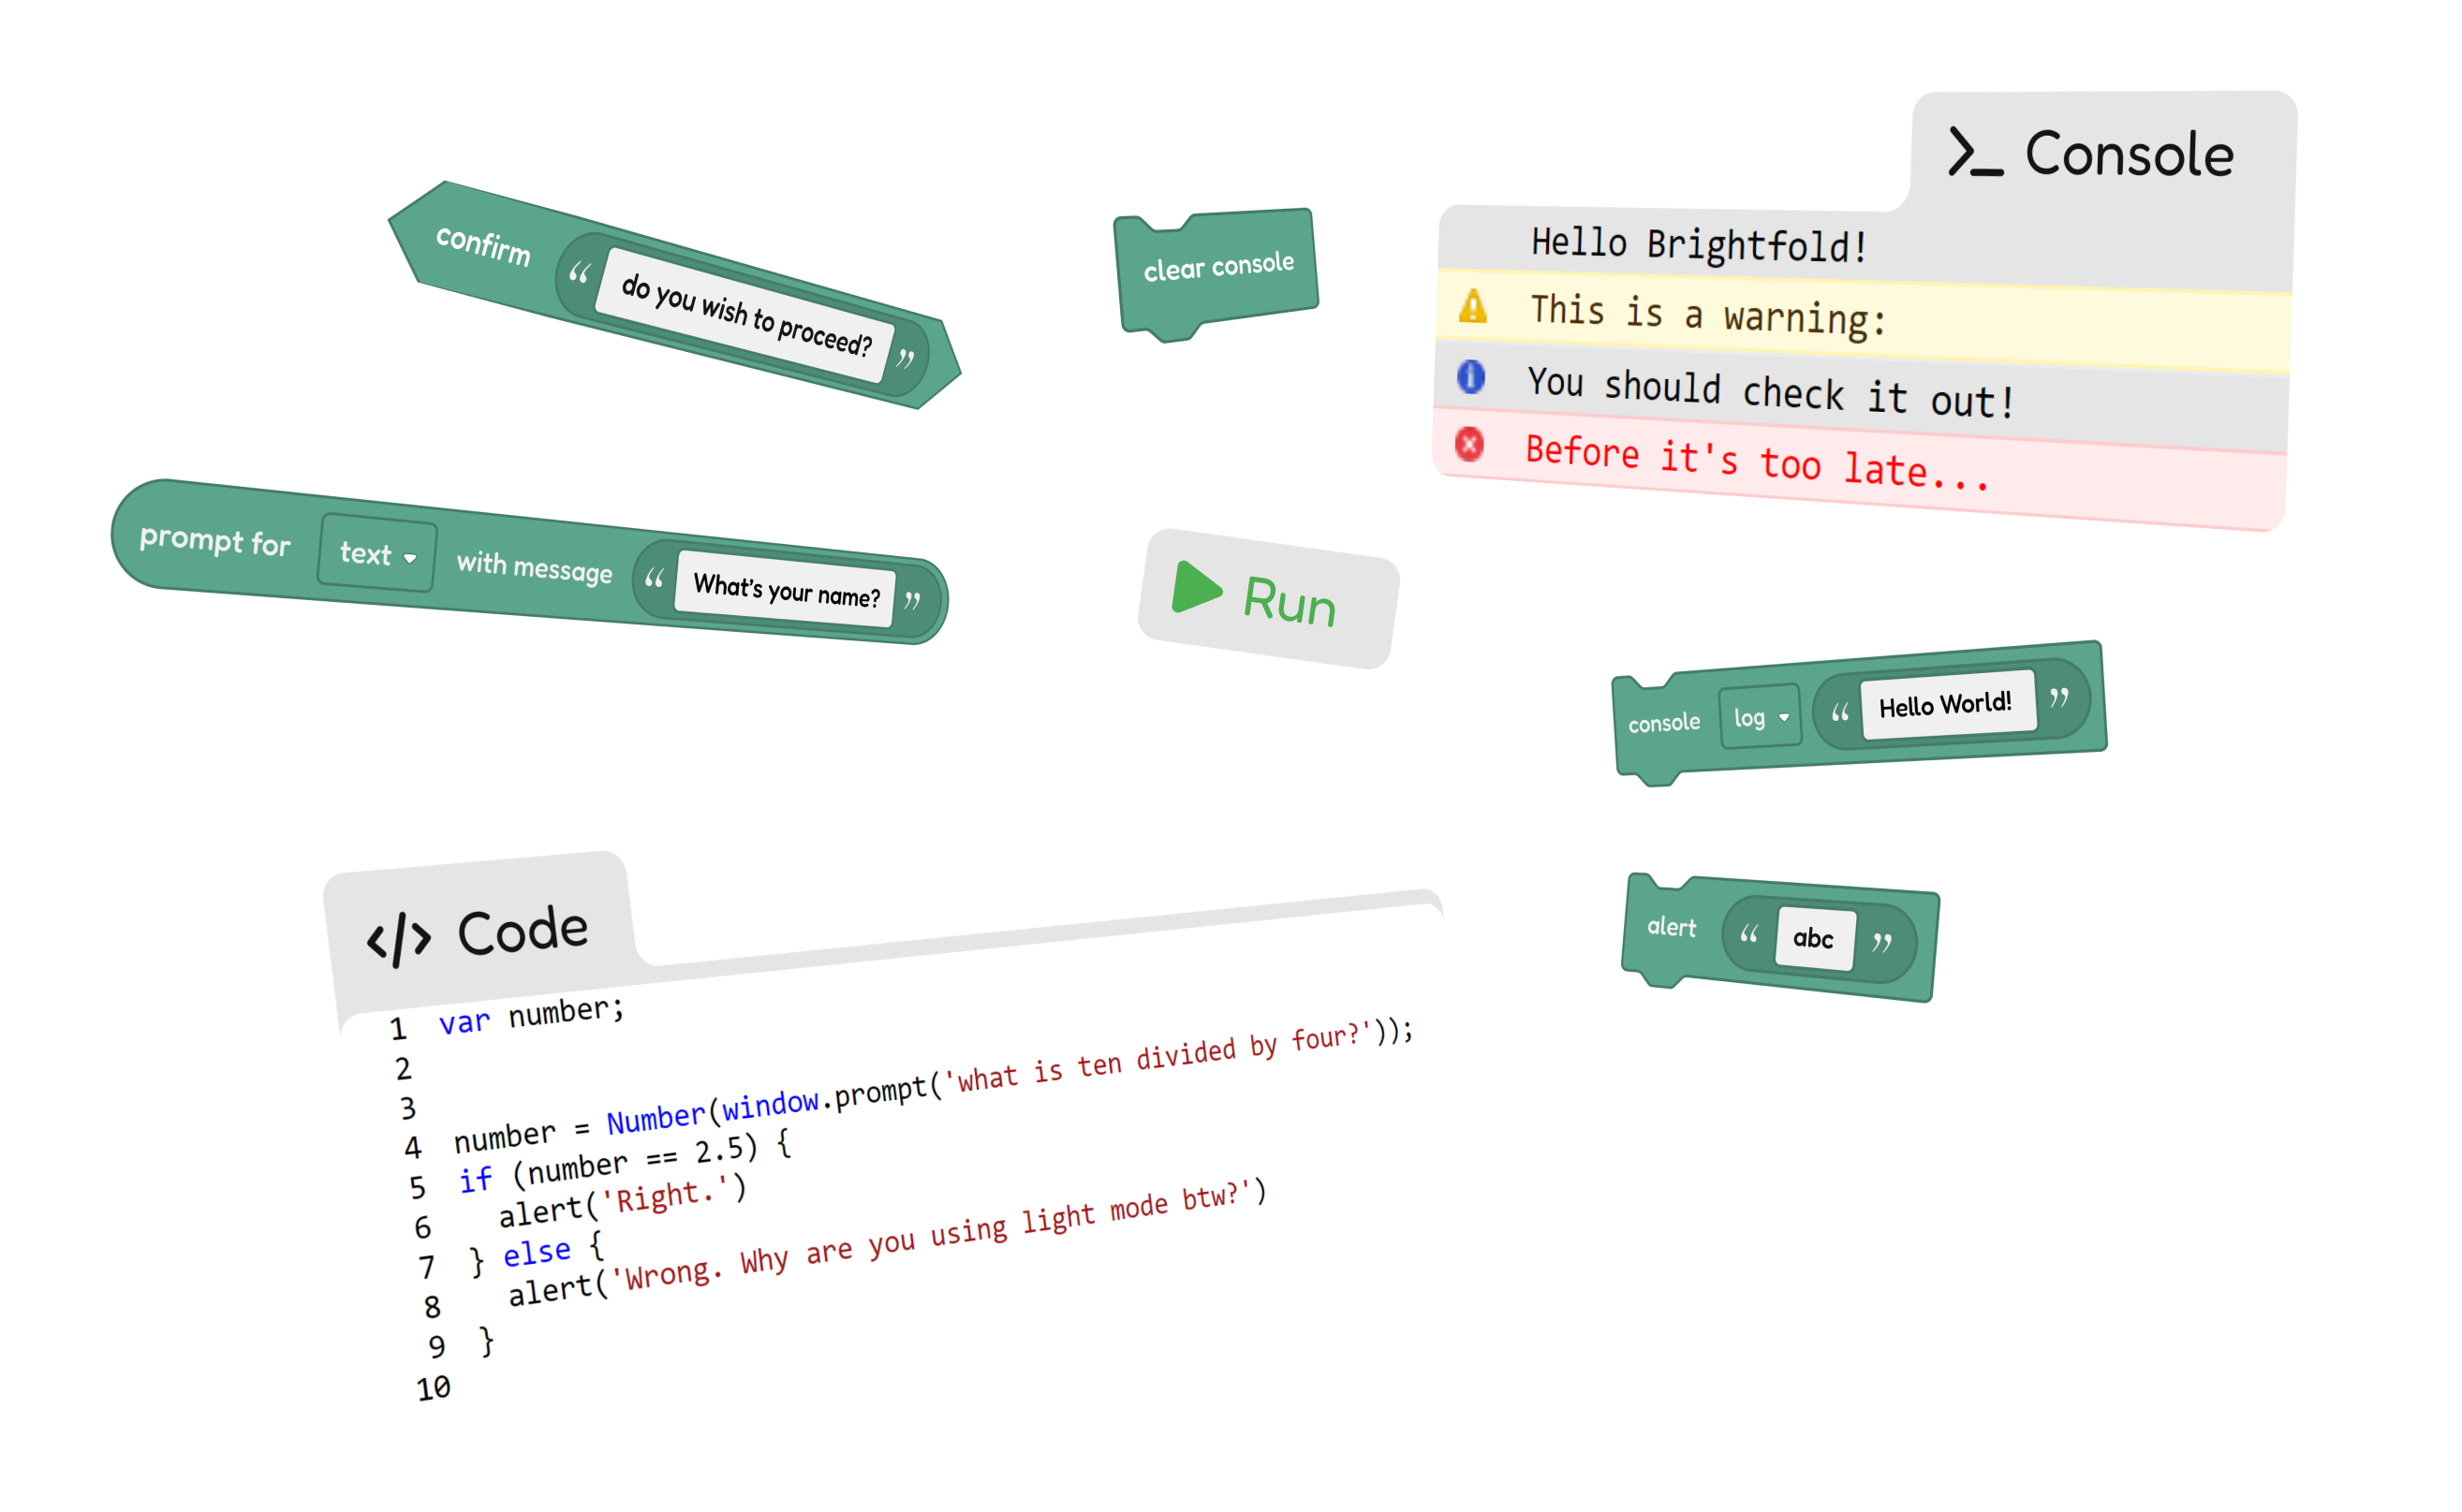 confirm “ do you wish to proceed? ”
clear console
>_ Console
Hello Brightfold!
This is a warning:
You should check it out!
Before it's too late...
prompt for text with message “ What's your name? ”
Run
console log “ Hello World! ”
alert “ abc ”
</> Code
1 var number;
2
3
4 number = Number(window.prompt('what is ten divided by four?'));
5 if (number == 2.5) {
6   alert('Right.')
7 } else {
8   alert('Wrong. Why are you using light mode btw?')
9 }
10